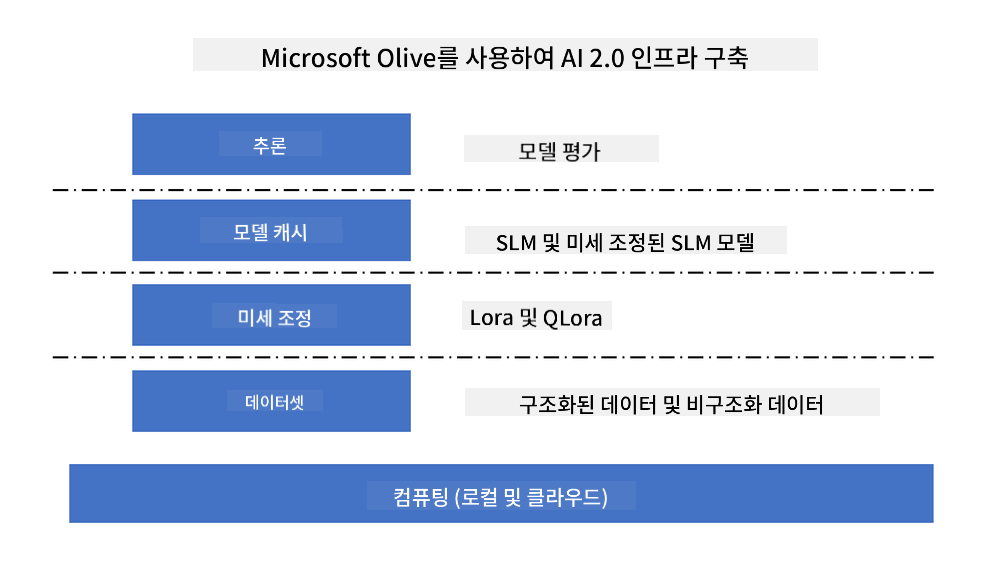 Microsoft Olive를 사용하여 AI 2.0 인프라 구축
추론
모델 평가
모델 캐시
SLM 및 미세 조정된 SLM 모델
미세 조정
Lora 및 QLora
데이터셋
구조화된 데이터 및 비구조화 데이터
컴퓨팅 (로컬 및 클라우드)